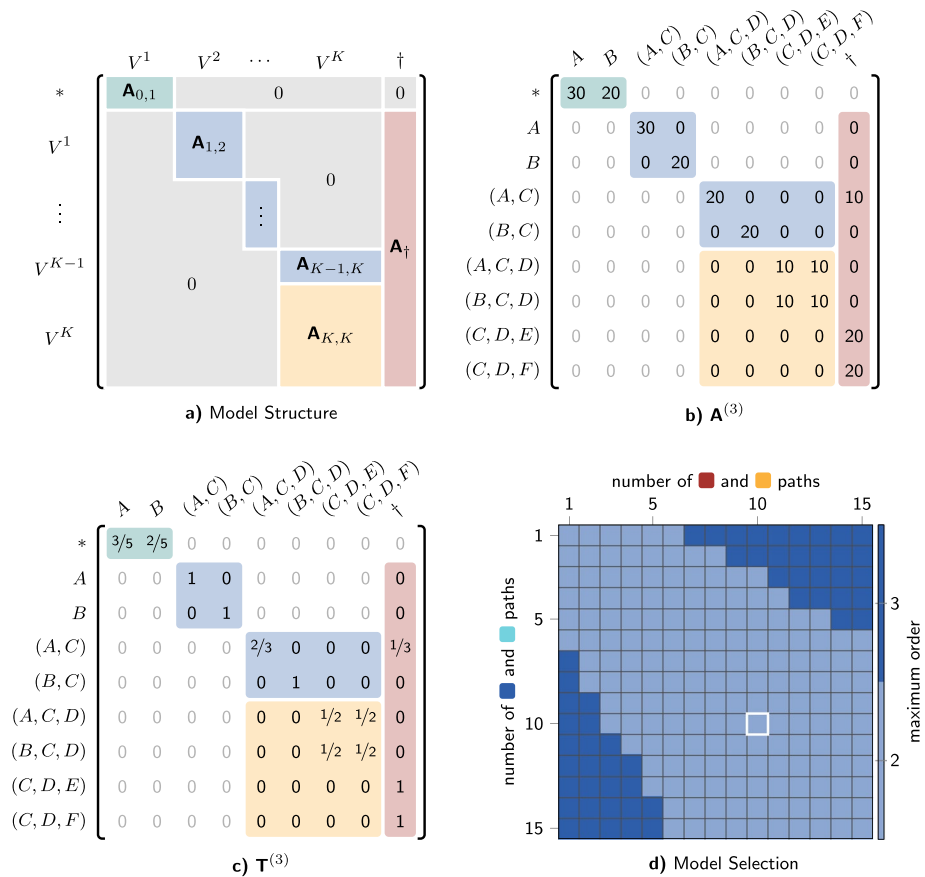 V¹ V² ⋯ V^K †
* A₀,₁ 0 0
V¹ A₁,₂ 0
⋮ ⋮
V^{K−1} 0 A_{K−1,K} A_†
V^K A_{K,K}
a) Model Structure
A B (A, C) (B, C) (A, C, D) (B, C, D) (C, D, E) (C, D, F) †
* 30 20 0 0 0 0 0 0 0
A 0 0 30 0 0 0 0 0 0
B 0 0 0 20 0 0 0 0 0
(A, C) 0 0 0 0 20 0 0 0 10
(B, C) 0 0 0 0 0 20 0 0 0
(A, C, D) 0 0 0 0 0 0 10 10 0
(B, C, D) 0 0 0 0 0 0 10 10 0
(C, D, E) 0 0 0 0 0 0 0 0 20
(C, D, F) 0 0 0 0 0 0 0 0 20
b) A⁽³⁾
A B (A, C) (B, C) (A, C, D) (B, C, D) (C, D, E) (C, D, F) †
* 3/5 2/5 0 0 0 0 0 0 0
A 0 0 1 0 0 0 0 0 0
B 0 0 0 1 0 0 0 0 0
(A, C) 0 0 0 0 2/3 0 0 0 1/3
(B, C) 0 0 0 0 0 1 0 0 0
(A, C, D) 0 0 0 0 0 0 1/2 1/2 0
(B, C, D) 0 0 0 0 0 0 1/2 1/2 0
(C, D, E) 0 0 0 0 0 0 0 0 1
(C, D, F) 0 0 0 0 0 0 0 0 1
c) T⁽³⁾
number of and paths
1 5 10 15
number of and paths
1
5
10
15
3
2
maximum order
d) Model Selection